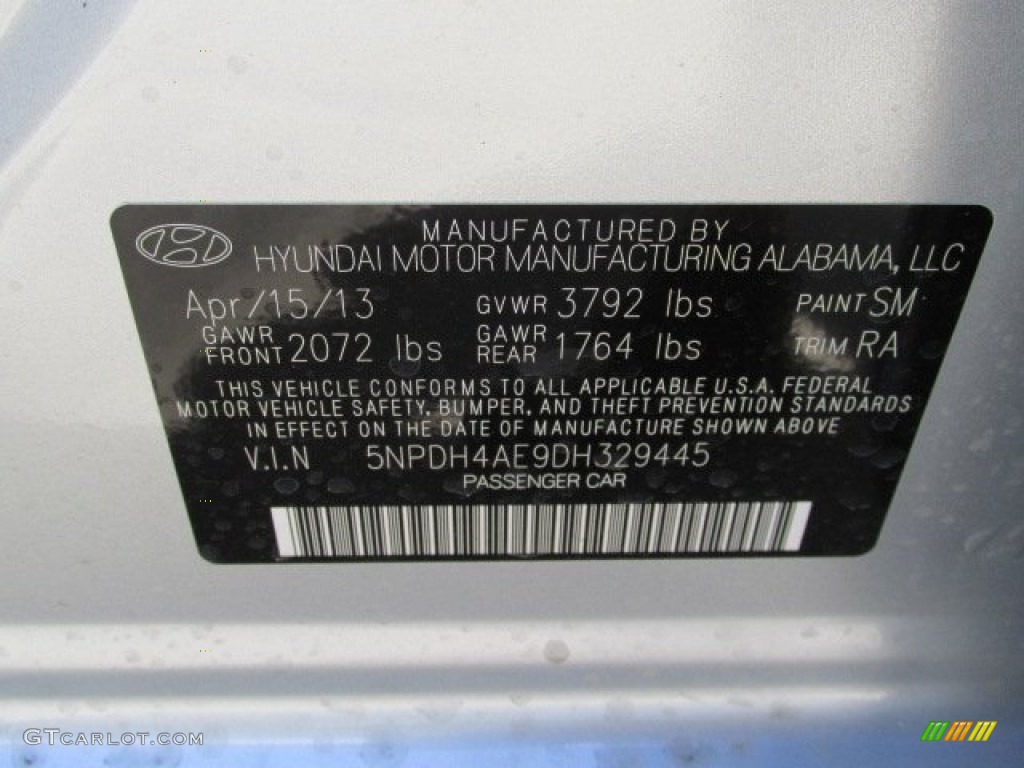 MANUFACTURED BY
HYUNDAI MOTOR MANUFACTURING ALABAMA, LLC
Apr/15/13 GVWR 3792 lbs PAINT SM
GAWR FRONT 2072 lbs GAWR REAR 1764 lbs TRIM RA
THIS VEHICLE CONFORMS TO ALL APPLICABLE U.S.A. FEDERAL
MOTOR VEHICLE SAFETY, BUMPER, AND THEFT PREVENTION STANDARDS
IN EFFECT ON THE DATE OF MANUFACTURE SHOWN ABOVE
V.I.N 5NPDH4AE9DH329445
PASSENGER CAR
GTCARLOT.COM